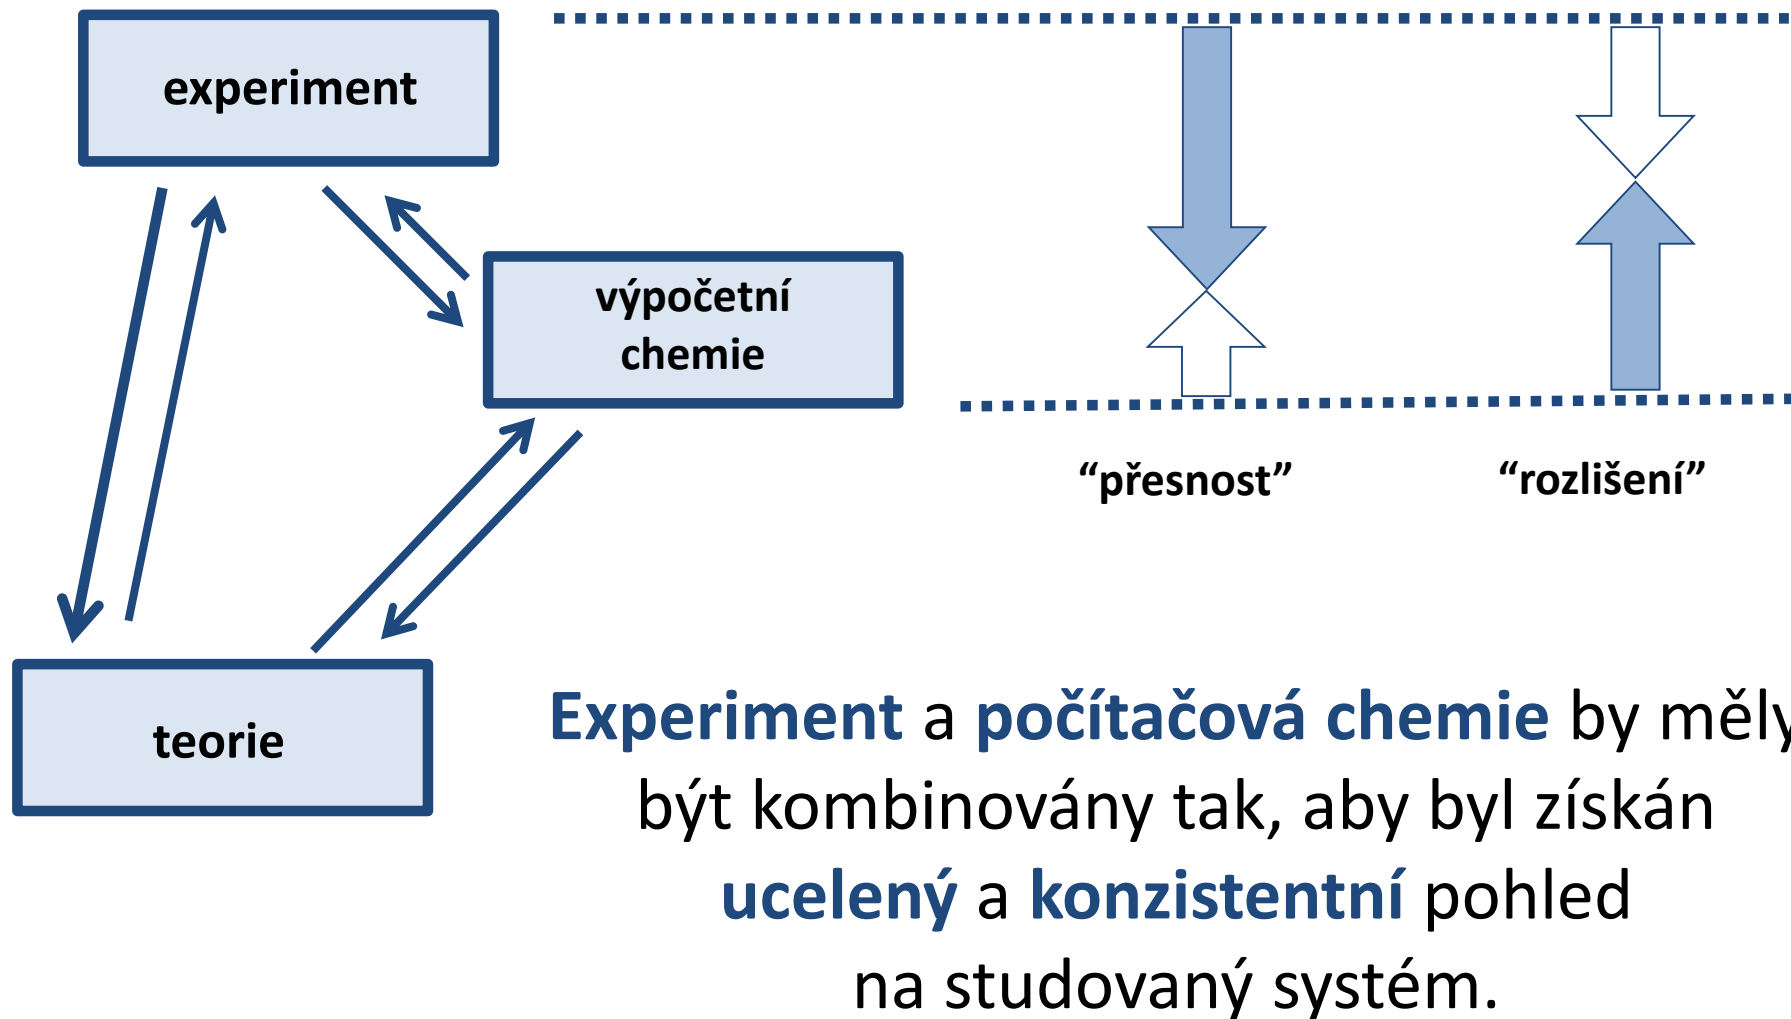 experiment
výpočetní
chemie
“přesnost”
“rozlišení”
teorie
Experiment a počítačová chemie by měly
být kombinovány tak, aby byl získán
ucelený a konzistentní pohled
na studovaný systém.